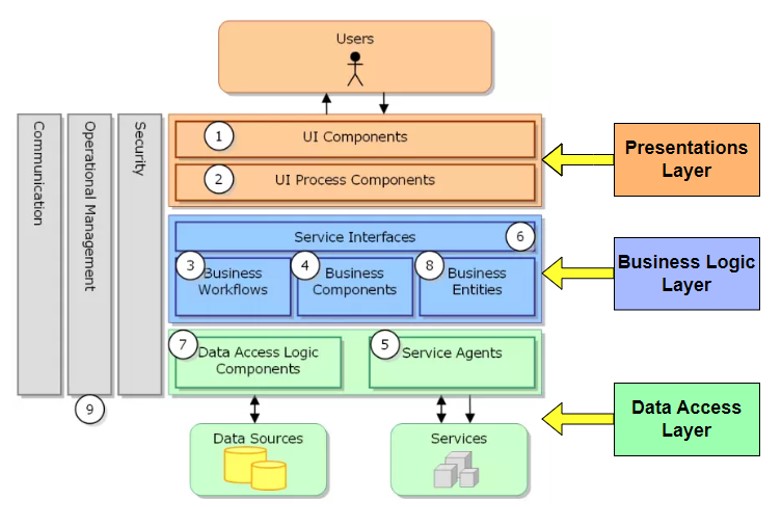 Users
Communication
Operational Management
Security
1
UI Components
2
UI Process Components
Presentations
Layer
Service Interfaces
6
3
Business
Workflows
4
Business
Components
8
Business
Entities
Business Logic
Layer
7
Data Access Logic
Components
5
Service Agents
9
Data Sources
Services
Data Access
Layer